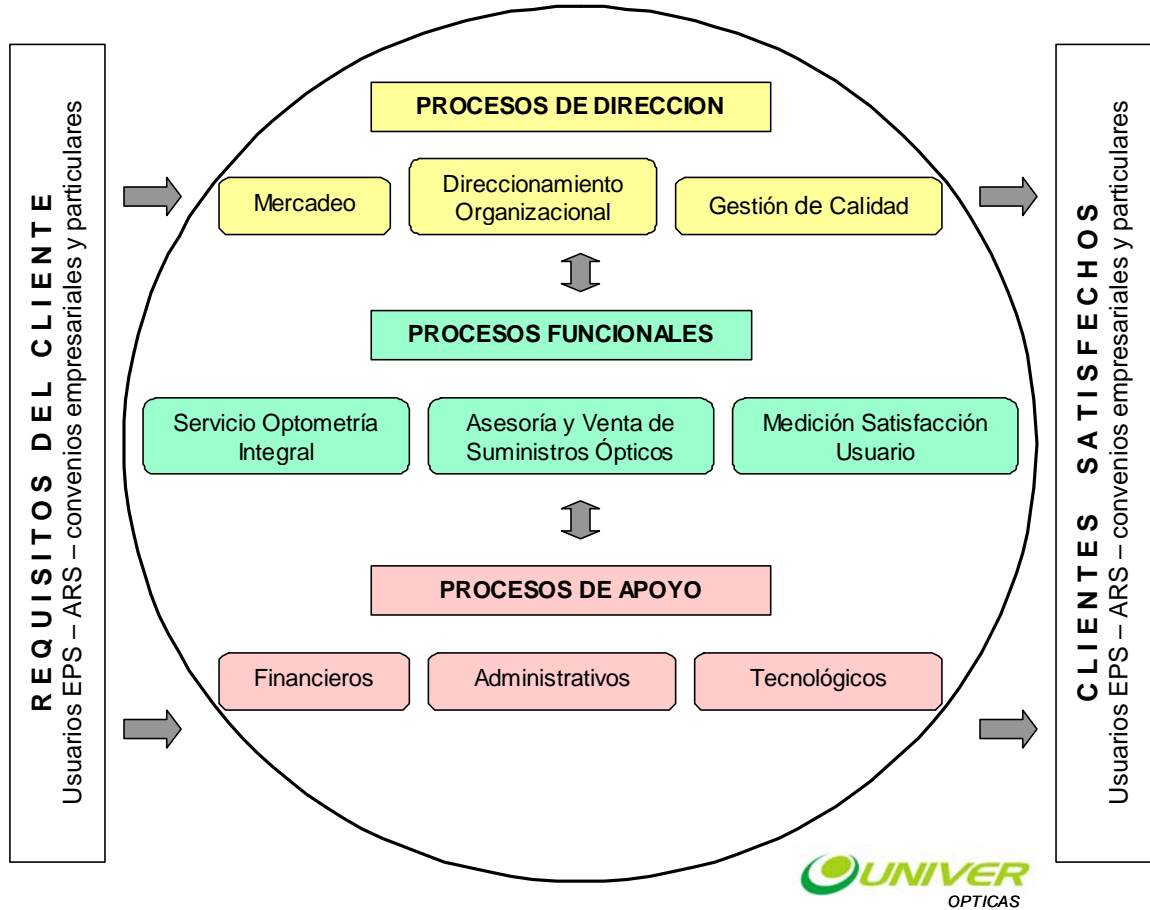 REQUISITOS DEL CLIENTE
Usuarios EPS – ARS – convenios empresariales y particulares
PROCESOS DE DIRECCION
Mercadeo
Direccionamiento
Organizacional
Gestión de Calidad
PROCESOS FUNCIONALES
Servicio Optometría
Integral
Asesoría y Venta de
Suministros Ópticos
Medición Satisfacción
Usuario
PROCESOS DE APOYO
Financieros
Administrativos
Tecnológicos
CLIENTES SATISFECHOS
Usuarios EPS – ARS – convenios empresariales y particulares
UNIVER
OPTICAS